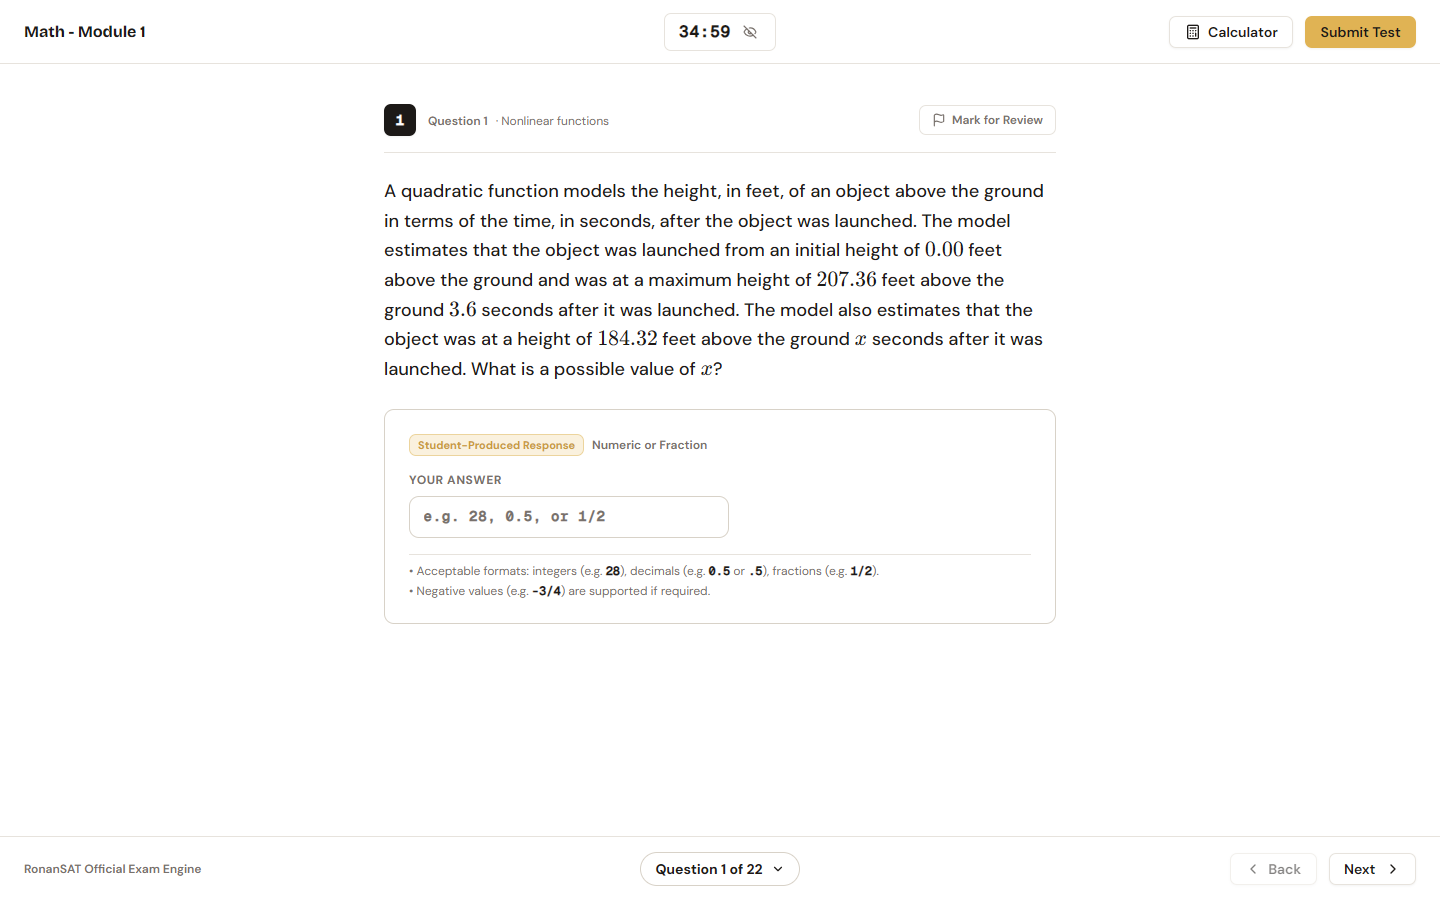 Math - Module 1
34:59
Calculator
Submit Test
1
Question 1 · Nonlinear functions
Mark for Review
A quadratic function models the height, in feet, of an object above the ground
in terms of the time, in seconds, after the object was launched. The model
estimates that the object was launched from an initial height of 0.00 feet
above the ground and was at a maximum height of 207.36 feet above the
ground 3.6 seconds after it was launched. The model also estimates that the
object was at a height of 184.32 feet above the ground x seconds after it was
launched. What is a possible value of x?
Student-Produced Response Numeric or Fraction
YOUR ANSWER
e.g. 28, 0.5, or 1/2
• Acceptable formats: integers (e.g. 28), decimals (e.g. 0.5 or .5), fractions (e.g. 1/2).
• Negative values (e.g. -3/4) are supported if required.
RonanSAT Official Exam Engine
Question 1 of 22
Back
Next